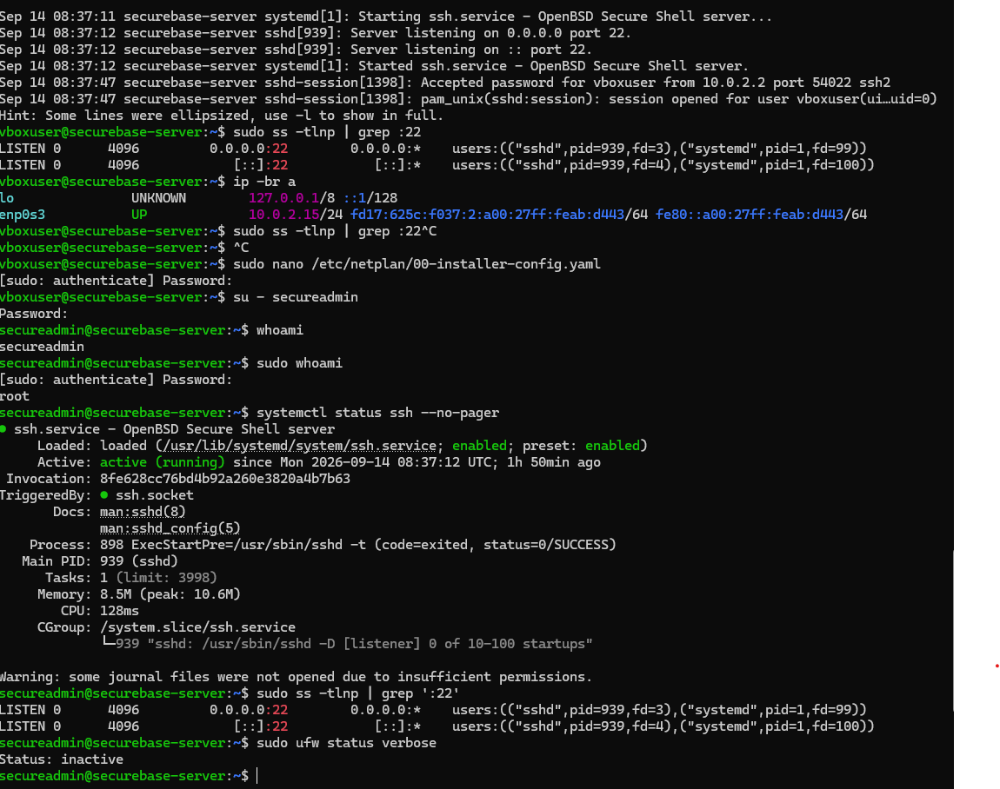 Sep 14 08:37:11 securebase-server systemd[1]: Starting ssh.service - OpenBSD Secure Shell server...
Sep 14 08:37:12 securebase-server sshd[939]: Server listening on 0.0.0.0 port 22.
Sep 14 08:37:12 securebase-server sshd[939]: Server listening on :: port 22.
Sep 14 08:37:12 securebase-server systemd[1]: Started ssh.service - OpenBSD Secure Shell server.
Sep 14 08:37:47 securebase-server sshd-session[1398]: Accepted password for vboxuser from 10.0.2.2 port 54022 ssh2
Sep 14 08:37:47 securebase-server sshd-session[1398]: pam_unix(sshd:session): session opened for user vboxuser(ui…uid=0)
Hint: Some lines were ellipsized, use -l to show in full.
vboxuser@securebase-server:~$ sudo ss -tlnp | grep :22
LISTEN 0      4096         0.0.0.0:22        0.0.0.0:*    users:(("sshd",pid=939,fd=3),("systemd",pid=1,fd=99))
LISTEN 0      4096            [::]:22           [::]:*    users:(("sshd",pid=939,fd=4),("systemd",pid=1,fd=100))
vboxuser@securebase-server:~$ ip -br a
lo               UNKNOWN        127.0.0.1/8 ::1/128
enp0s3           UP             10.0.2.15/24 fd17:625c:f037:2:a00:27ff:feab:d443/64 fe80::a00:27ff:feab:d443/64
vboxuser@securebase-server:~$ sudo ss -tlnp | grep :22^C
vboxuser@securebase-server:~$ ^C
vboxuser@securebase-server:~$ sudo nano /etc/netplan/00-installer-config.yaml
[sudo: authenticate] Password:
vboxuser@securebase-server:~$ su - secureadmin
Password:
secureadmin@securebase-server:~$ whoami
secureadmin
secureadmin@securebase-server:~$ sudo whoami
[sudo: authenticate] Password:
root
secureadmin@securebase-server:~$ systemctl status ssh --no-pager
● ssh.service - OpenBSD Secure Shell server
     Loaded: loaded (/usr/lib/systemd/system/ssh.service; enabled; preset: enabled)
     Active: active (running) since Mon 2026-09-14 08:37:12 UTC; 1h 50min ago
 Invocation: 8fe628cc76bd4b92a260e3820a4b7b63
TriggeredBy: ● ssh.socket
       Docs: man:sshd(8)
             man:sshd_config(5)
    Process: 898 ExecStartPre=/usr/sbin/sshd -t (code=exited, status=0/SUCCESS)
   Main PID: 939 (sshd)
      Tasks: 1 (limit: 3998)
     Memory: 8.5M (peak: 10.6M)
        CPU: 128ms
     CGroup: /system.slice/ssh.service
             └─939 "sshd: /usr/sbin/sshd -D [listener] 0 of 10-100 startups"
Warning: some journal files were not opened due to insufficient permissions.
secureadmin@securebase-server:~$ sudo ss -tlnp | grep ':22'
LISTEN 0      4096         0.0.0.0:22        0.0.0.0:*    users:(("sshd",pid=939,fd=3),("systemd",pid=1,fd=99))
LISTEN 0      4096            [::]:22           [::]:*    users:(("sshd",pid=939,fd=4),("systemd",pid=1,fd=100))
secureadmin@securebase-server:~$ sudo ufw status verbose
Status: inactive
secureadmin@securebase-server:~$